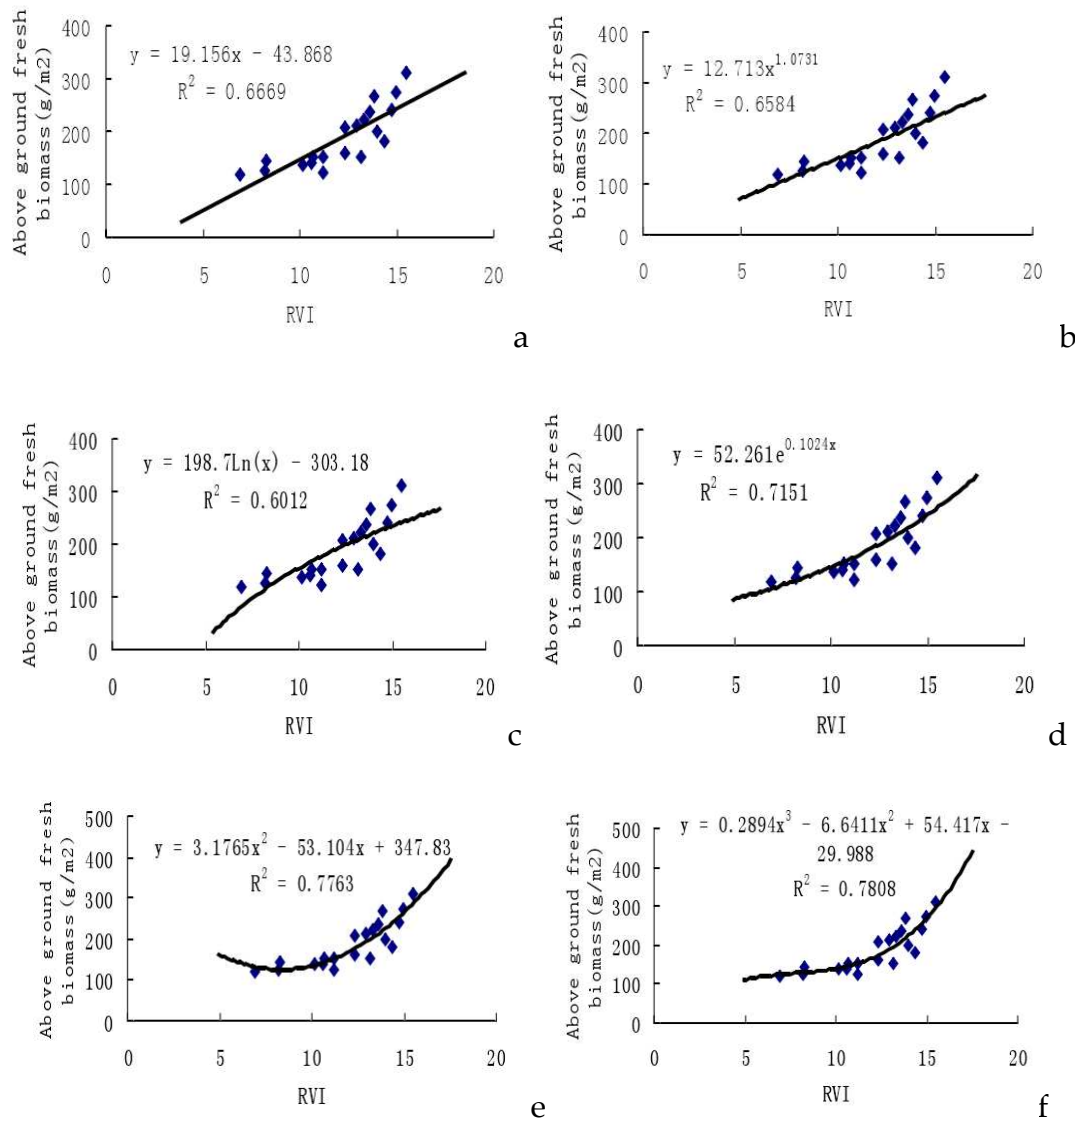 Above ground fresh
biomass(g/m2)
400
300
200
100
0
y = 19.156x - 43.868
R² = 0.6669
0 5 10 15 20
RVI
a
Above ground fresh
biomass(g/m2)
400
300
200
100
0
y = 12.713x^1.0731
R² = 0.6584
0 5 10 15 20
RVI
b
Above ground fresh
biomass(g/m2)
400
300
200
100
0
y = 198.7Ln(x) - 303.18
R² = 0.6012
0 5 10 15 20
RVI
c
Above ground fresh
biomass(g/m2)
400
300
200
100
0
y = 52.261e^0.1024x
R² = 0.7151
0 5 10 15 20
RVI
d
Above ground fresh
biomass(g/m2)
500
400
300
200
100
0
y = 3.1765x² - 53.104x + 347.83
R² = 0.7763
0 5 10 15 20
RVI
e
Above ground fresh
biomass(g/m2)
500
400
300
200
100
0
y = 0.2894x³ - 6.6411x² + 54.417x -
29.988
R² = 0.7808
0 5 10 15 20
RVI
f